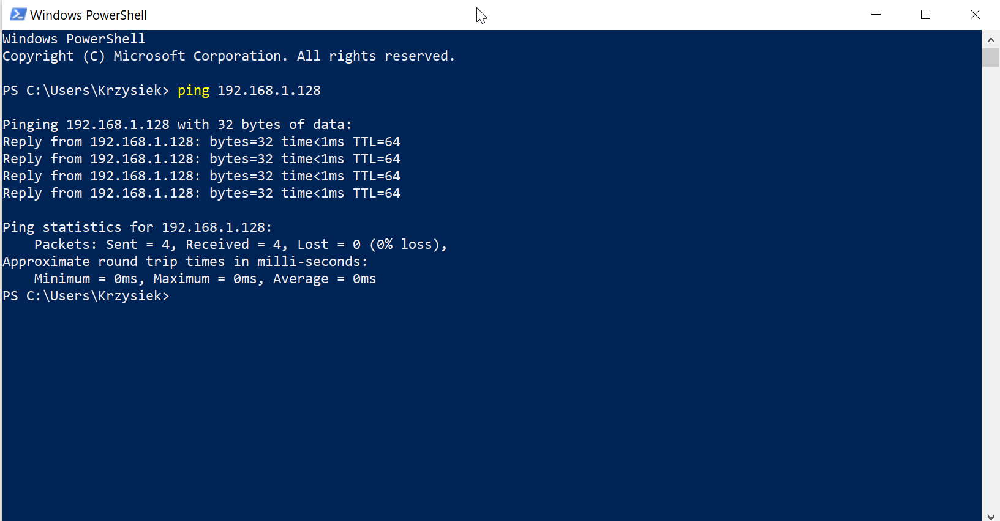 Windows PowerShell
Windows PowerShell
Copyright (C) Microsoft Corporation. All rights reserved.
PS C:\Users\Krzysiek> ping 192.168.1.128
Pinging 192.168.1.128 with 32 bytes of data:
Reply from 192.168.1.128: bytes=32 time<1ms TTL=64
Reply from 192.168.1.128: bytes=32 time<1ms TTL=64
Reply from 192.168.1.128: bytes=32 time<1ms TTL=64
Reply from 192.168.1.128: bytes=32 time<1ms TTL=64
Ping statistics for 192.168.1.128:
    Packets: Sent = 4, Received = 4, Lost = 0 (0% loss),
Approximate round trip times in milli-seconds:
    Minimum = 0ms, Maximum = 0ms, Average = 0ms
PS C:\Users\Krzysiek>